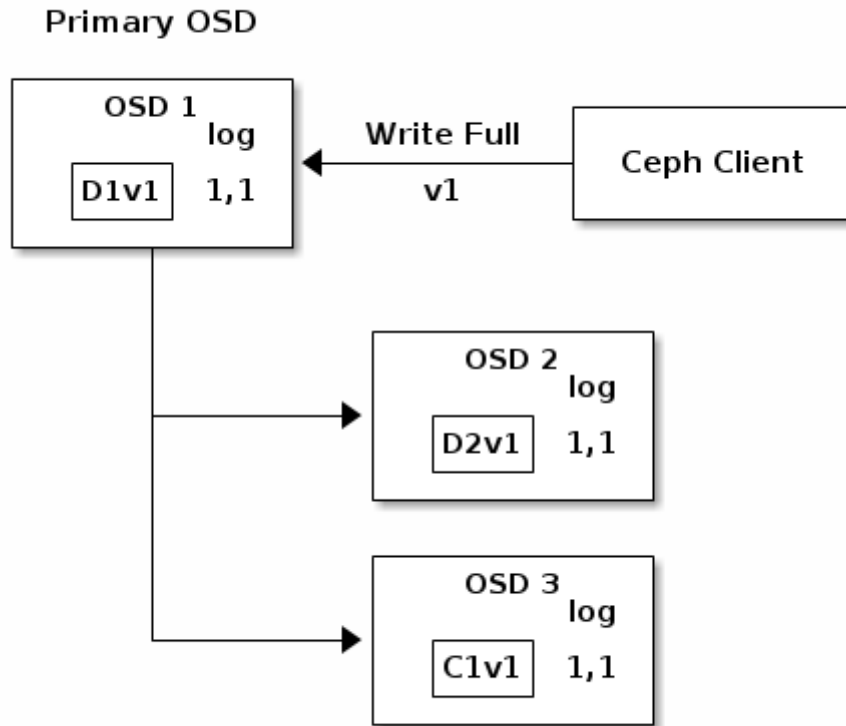 Primary OSD
OSD 1
log
D1v1 1,1
Write Full
v1
Ceph Client
OSD 2
log
D2v1 1,1
OSD 3
log
C1v1 1,1